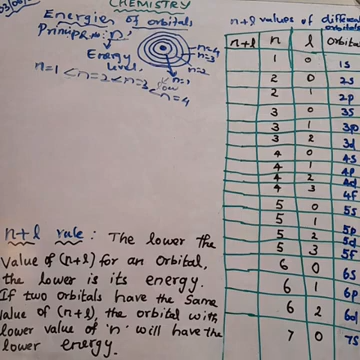 CHEMISTRY
Energies of orbitals
Principle: 'n'
Energy
level
n=4
n=3
n=2
n=1
low
n=1 < n=2 < n=3
< n=4
n+l rule: The lower the
value of (n+l) for an orbital,
the lower is its energy.
If two orbitals have the same
value of (n+l), the orbital with
lower value of 'n' will have the
lower energy.
n+l values of different
orbitals
n+l n l Orbital
1 0 1s
2 0 2s
2 1 2p
3 0 3s
3 1 3p
3 2 3d
4 0 4s
4 1 4p
4 2 4d
4 3 4f
5 0 5s
5 1 5p
5 2 5d
5 3 5f
6 0 6s
6 1 6p
6 2 6d
7 0 7s